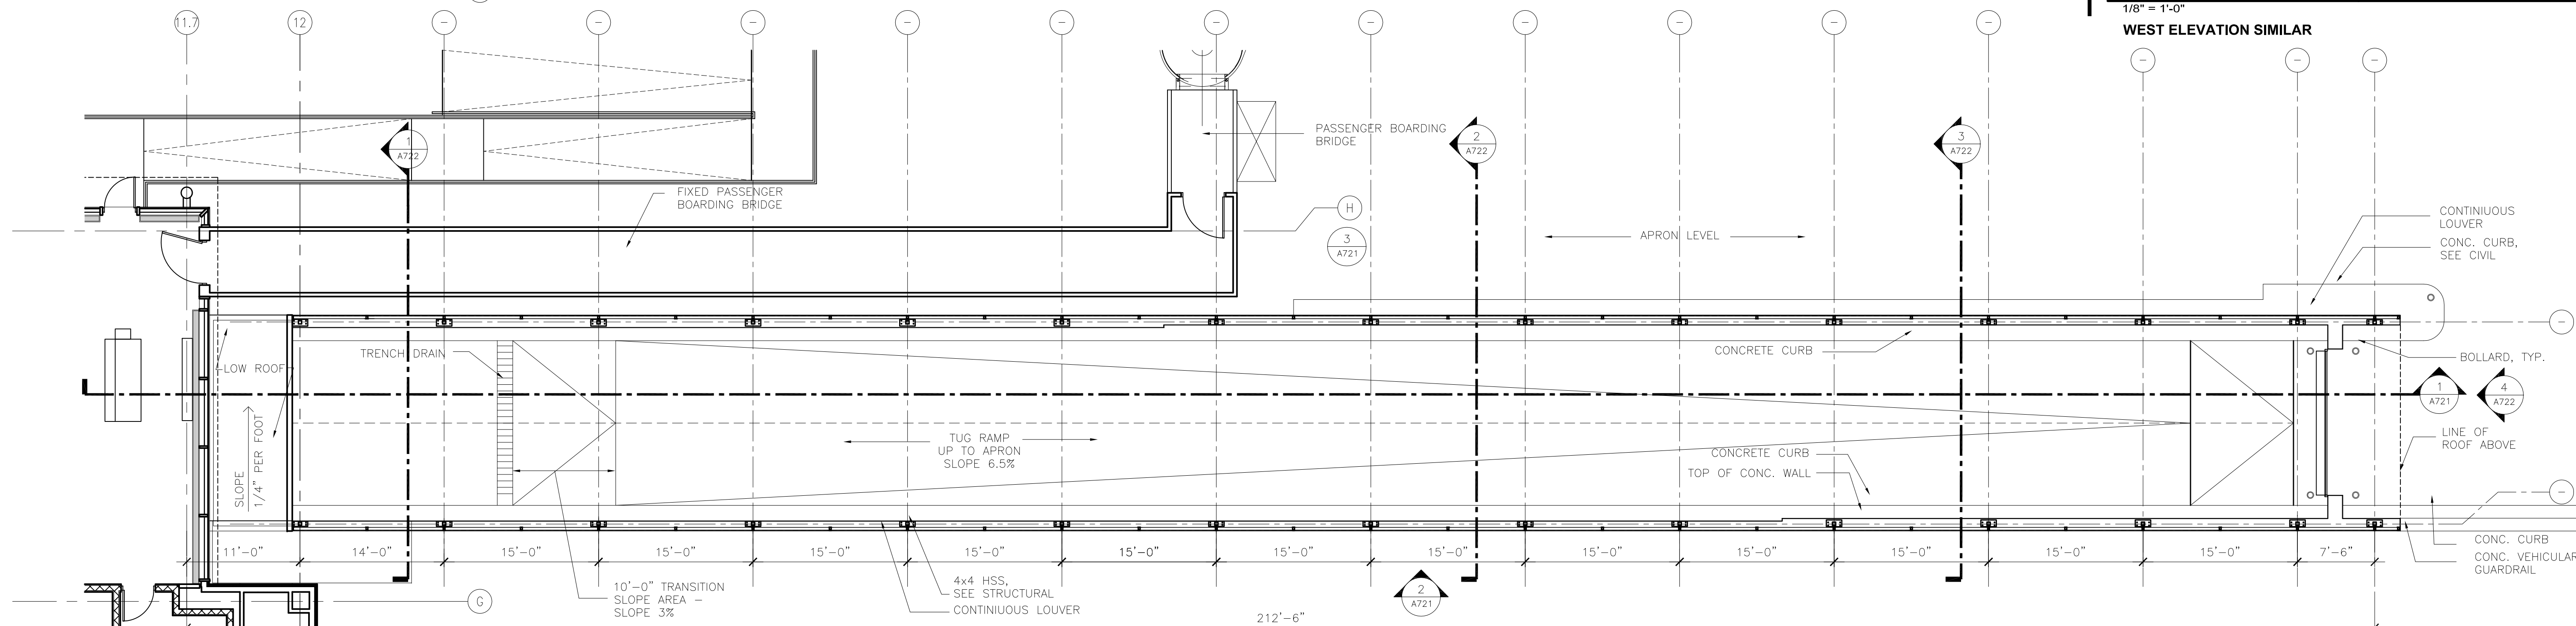 1/8" = 1'-0"
WEST ELEVATION SIMILAR
11.7
12
-
-
-
-
-
-
-
-
-
-
-
-
-
-
1
A722
PASSENGER BOARDING
BRIDGE
2
A722
3
A722
FIXED PASSENGER
BOARDING BRIDGE
H
3
A721
APRON LEVEL
CONTINIUOUS
LOUVER
CONC. CURB,
SEE CIVIL
-
TRENCH DRAIN
LOW ROOF
CONCRETE CURB
BOLLARD, TYP.
1
A721
4
A722
SLOPE
1/4" PER FOOT
TUG RAMP
UP TO APRON
SLOPE 6.5%
LINE OF
ROOF ABOVE
CONCRETE CURB
TOP OF CONC. WALL
-
11'-0"
14'-0"
15'-0"
15'-0"
15'-0"
15'-0"
15'-0"
15'-0"
15'-0"
15'-0"
15'-0"
15'-0"
15'-0"
15'-0"
7'-6"
CONC. CURB
CONC. VEHICULAR
GUARDRAIL
10'-0" TRANSITION
SLOPE AREA -
SLOPE 3%
4x4 HSS,
SEE STRUCTURAL
CONTINIUOUS LOUVER
2
A721
G
212'-6"